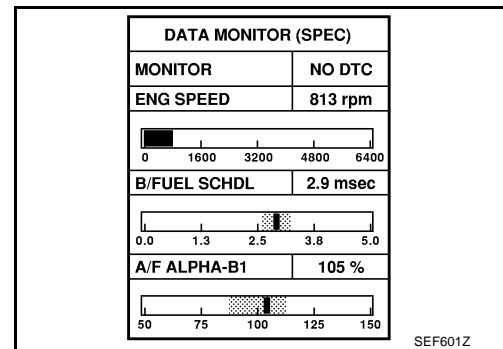 DATA MONITOR (SPEC)
MONITOR NO DTC
ENG SPEED 813 rpm
0 1600 3200 4800 6400
B/FUEL SCHDL 2.9 msec
0.0 1.3 2.5 3.8 5.0
A/F ALPHA-B1 105 %
50 75 100 125 150
SEF601Z